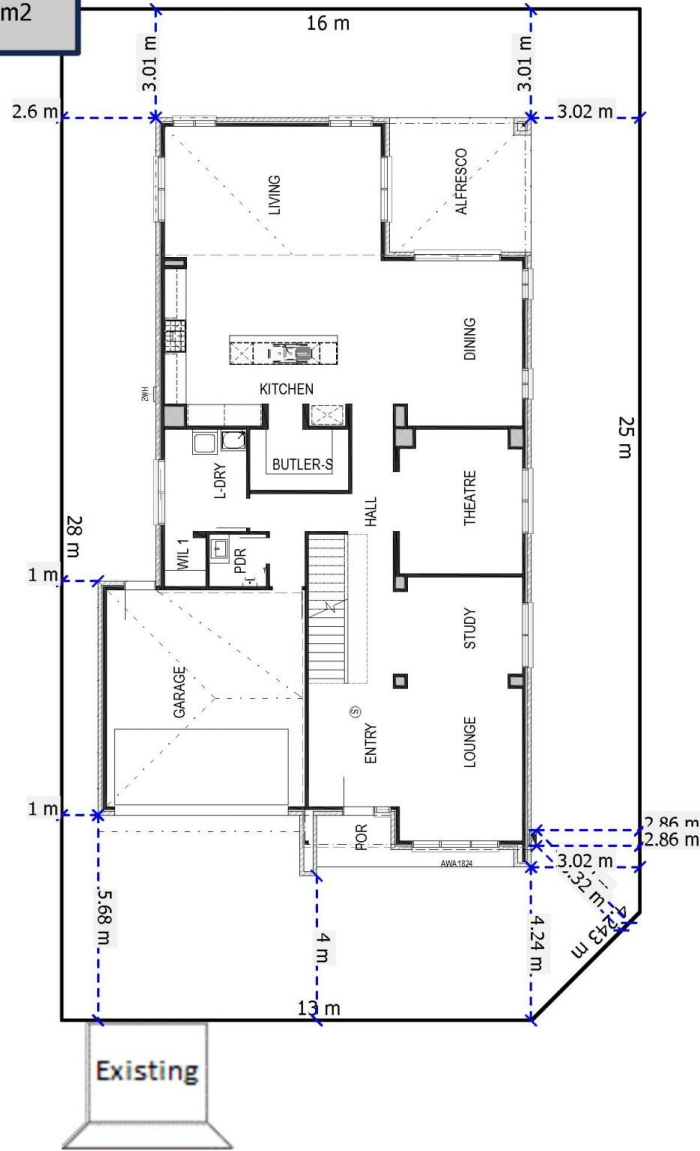 m2
16 m
3.01 m
3.01 m
2.6 m
3.02 m
LIVING
ALFRESCO
DINING
KITCHEN
25 m
BUTLER-S
L-DRY
THEATRE
HALL
28 m
WIL 1
PDR
1 m
STUDY
GARAGE
S
ENTRY
LOUNGE
1 m
POR
2.86 m
2.86 m
AWA1824
3.02 m
5.68 m
4 m
4.24 m
4.243 m
13 m
Existing